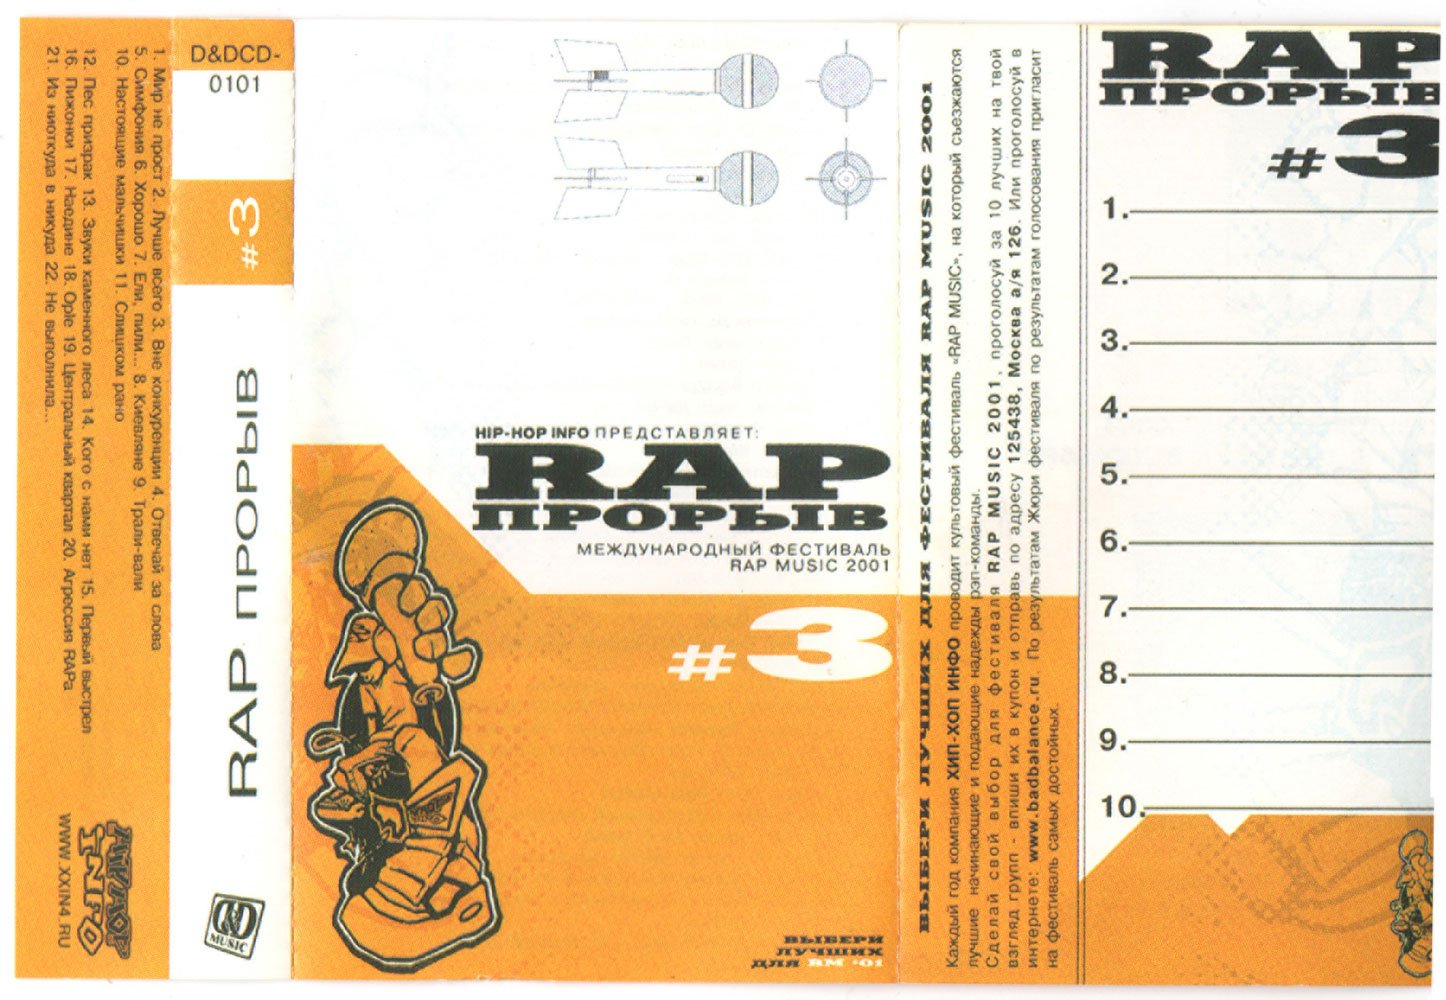 1. Мир не прост 2. Лучше всего 3. Вне конкуренции 4. Отвечай за слова
5. Симфония 6. Хорошо 7. Ели, пили... 8. Киевляне 9. Трали-вали
10. Настоящие мальчишки 11. Слишком рано
12. Пес призрак 13. Звуки каменного леса 14. Кого с нами нет 15. Первый выстрел
16. Пижонки 17. Наедине 18. Ople 19. Центральный квартал 20. Агрессия RAPa
21. Из ниоткуда в никуда 22. Не выполнила...
ХИПХОР
INFO
WWW.XXIN4.RU
D&DCD-
0101
#3
RAP ПРОРЫВ
D&D
MUSIC
HIP-HOP INFO ПРЕДСТАВЛЯЕТ:
RAP
ПРОРЫВ
МЕЖДУНАРОДНЫЙ ФЕСТИВАЛЬ
RAP MUSIC 2001
#3
ВЫБЕРИ
ЛУЧШИХ
ДЛЯ RM '01
ВЫБЕРИ ЛУЧШИХ ДЛЯ ФЕСТИВАЛЯ RAP MUSIC 2001
Каждый год компания ХИП-ХОП ИНФО проводит культовый фестиваль «RAP MUSIC», на который съезжаются
лучшие начинающие и подающие надежды рэп-команды.
Сделай свой выбор для фестиваля RAP MUSIC 2001, проголосуй за 10 лучших на твой
взгляд групп - впиши их в купон и отправь по адресу 125438, Москва а/я 126. Или проголосуй в
интернете: www.badbalance.ru. По результатам Жюри фестиваля по результатам голосования пригласит
на фестиваль самых достойных.
RAP
ПРОРЫВ
#3
1.
2.
3.
4.
5.
6.
7.
8.
9.
10.